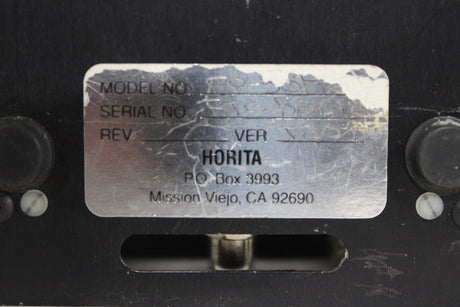 MODEL NO.
SERIAL NO.
REV VER
HORITA
P.O. Box 3993
Mission Viejo, CA 92690